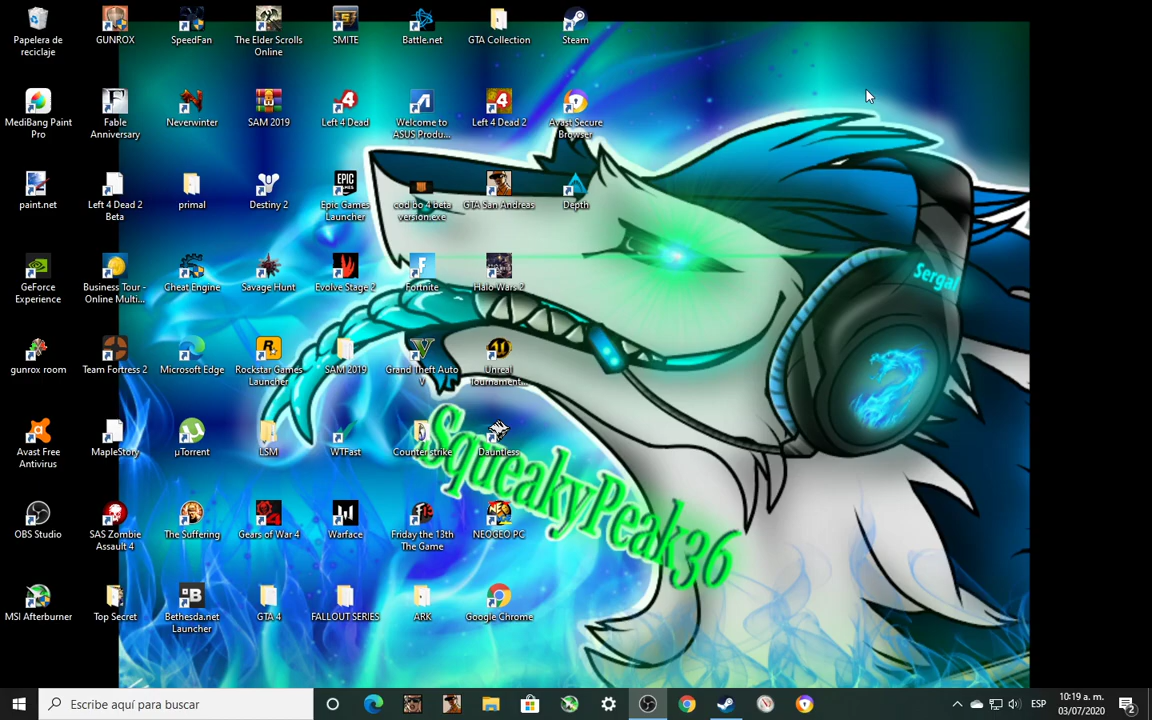 Papelera de
reciclaje
GUNROX
SpeedFan
The Elder Scrolls
Online
SMITE
Battle.net
GTA Collection
Steam
MediBang Paint
Pro
Fable
Anniversary
Neverwinter
SAM 2019
Left 4 Dead
Welcome to
ASUS Produ...
Left 4 Dead 2
Avast Secure
Browser
paint.net
Left 4 Dead 2
Beta
primal
Destiny 2
Epic Games
Launcher
cod bo 4 beta
version.exe
GTA San Andreas
Depth
GeForce
Experience
Business Tour -
Online Multi...
Cheat Engine
Savage Hunt
Evolve Stage 2
Fortnite
Halo Wars 2
Sergal
gunrox room
Team Fortress 2
Microsoft Edge
Rockstar Games
Launcher
SAM 2019
Grand Theft Auto
V
Unreal
Tournament...
Avast Free
Antivirus
MapleStory
µTorrent
LSM
WTFast
Counter strike
Dauntless
SqueakyPeak36
OBS Studio
SAS Zombie
Assault 4
The Suffering
Gears of War 4
Warface
Friday the 13th
The Game
NEOGEO PC
MSI Afterburner
Top Secret
Bethesda.net
Launcher
GTA 4
FALLOUT SERIES
ARK
Google Chrome
Escribe aquí para buscar
ESP
10:19 a. m.
03/07/2020
2